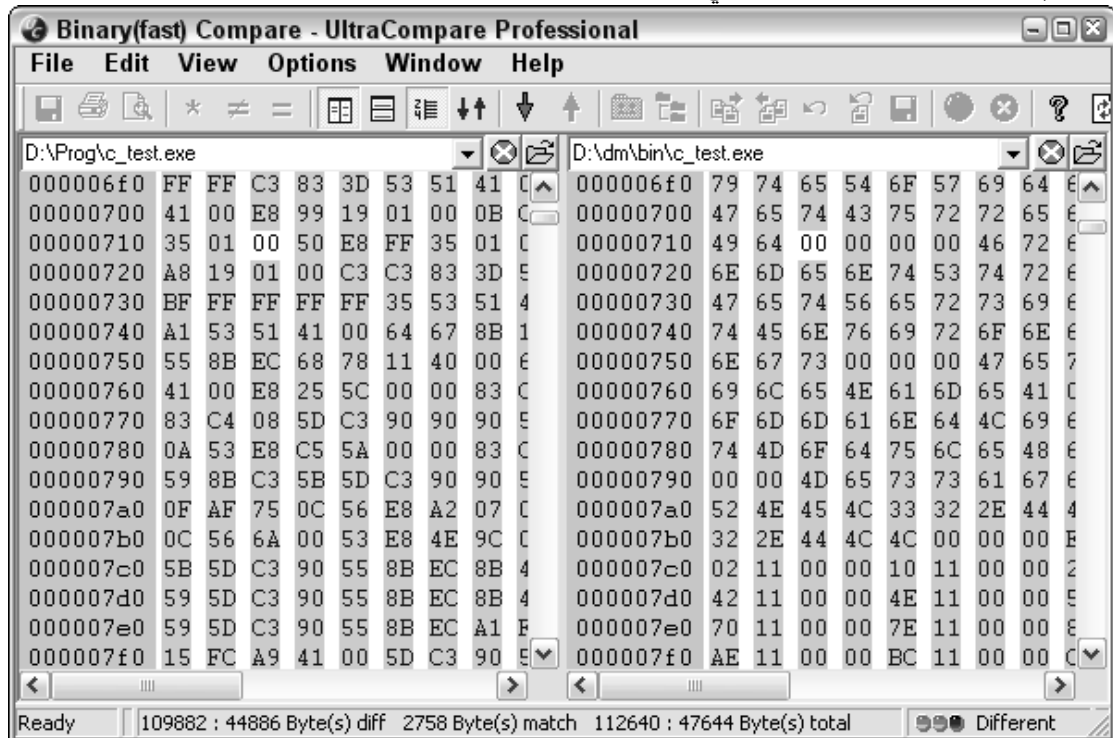 Binary(fast) Compare - UltraCompare Professional
File Edit View Options Window Help
D:\Prog\c_test.exe D:\dm\bin\c_test.exe
000006f0 FF FF C3 83 3D 53 51 41 000006f0 79 74 65 54 6F 57 69 64
00000700 41 00 E8 99 19 01 00 0B 00000700 47 65 74 43 75 72 72 65
00000710 35 01 00 50 E8 FF 35 01 00000710 49 64 00 00 00 00 46 72
00000720 A8 19 01 00 C3 C3 83 3D 00000720 6E 6D 65 6E 74 53 74 72
00000730 BF FF FF FF FF 35 53 51 00000730 47 65 74 56 65 72 73 69
00000740 A1 53 51 41 00 64 67 8B 00000740 74 45 6E 76 69 72 6F 6E
00000750 55 8B EC 68 78 11 40 00 00000750 6E 67 73 00 00 00 47 65
00000760 41 00 E8 25 5C 00 00 83 00000760 69 6C 65 4E 61 6D 65 41
00000770 83 C4 08 5D C3 90 90 90 00000770 6F 6D 6D 61 6E 64 4C 69
00000780 0A 53 E8 C5 5A 00 00 83 00000780 74 4D 6F 64 75 6C 65 48
00000790 59 8B C3 5B 5D C3 90 90 00000790 00 00 4D 65 73 73 61 67
000007a0 0F AF 75 0C 56 E8 A2 07 000007a0 52 4E 45 4C 33 32 2E 44
000007b0 0C 56 6A 00 53 E8 4E 9C 000007b0 32 2E 44 4C 4C 00 00 00
000007c0 5B 5D C3 90 55 8B EC 8B 000007c0 02 11 00 00 10 11 00 00
000007d0 59 5D C3 90 55 8B EC 8B 000007d0 42 11 00 00 4E 11 00 00
000007e0 59 5D C3 90 55 8B EC A1 000007e0 70 11 00 00 7E 11 00 00
000007f0 15 FC A9 41 00 5D C3 90 000007f0 AE 11 00 00 BC 11 00 00
Ready 109882 : 44886 Byte(s) diff 2758 Byte(s) match 112640 : 47644 Byte(s) total Different